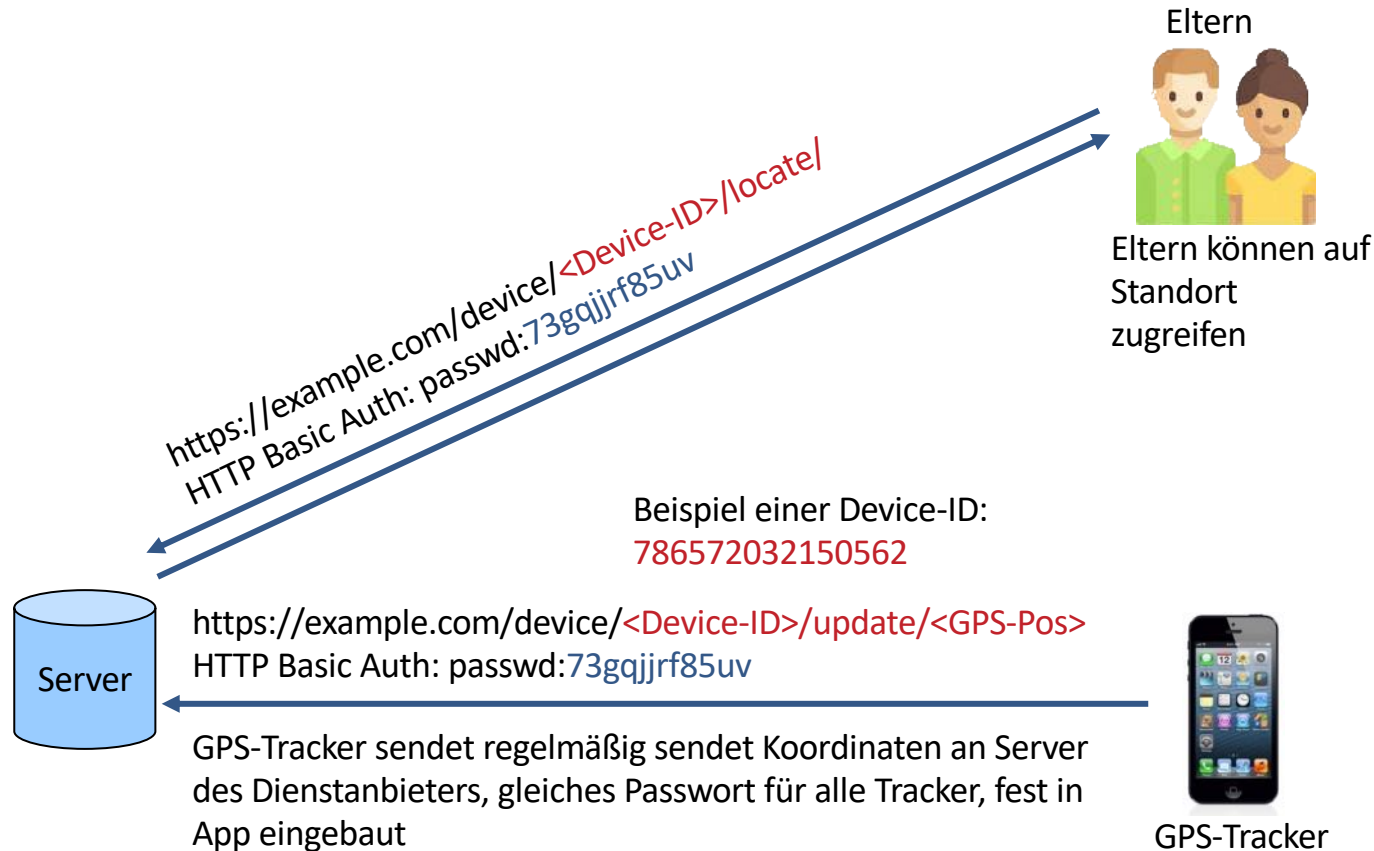 Eltern
Eltern können auf
Standort
zugreifen
https://example.com/device/<Device-ID>/locate/
HTTP Basic Auth: passwd:73gqjjrf85uv
Beispiel einer Device-ID:
786572032150562
https://example.com/device/<Device-ID>/update/<GPS-Pos>
HTTP Basic Auth: passwd:73gqjjrf85uv
Server
GPS-Tracker sendet regelmäßig sendet Koordinaten an Server
des Dienstanbieters, gleiches Passwort für alle Tracker, fest in
App eingebaut
GPS-Tracker